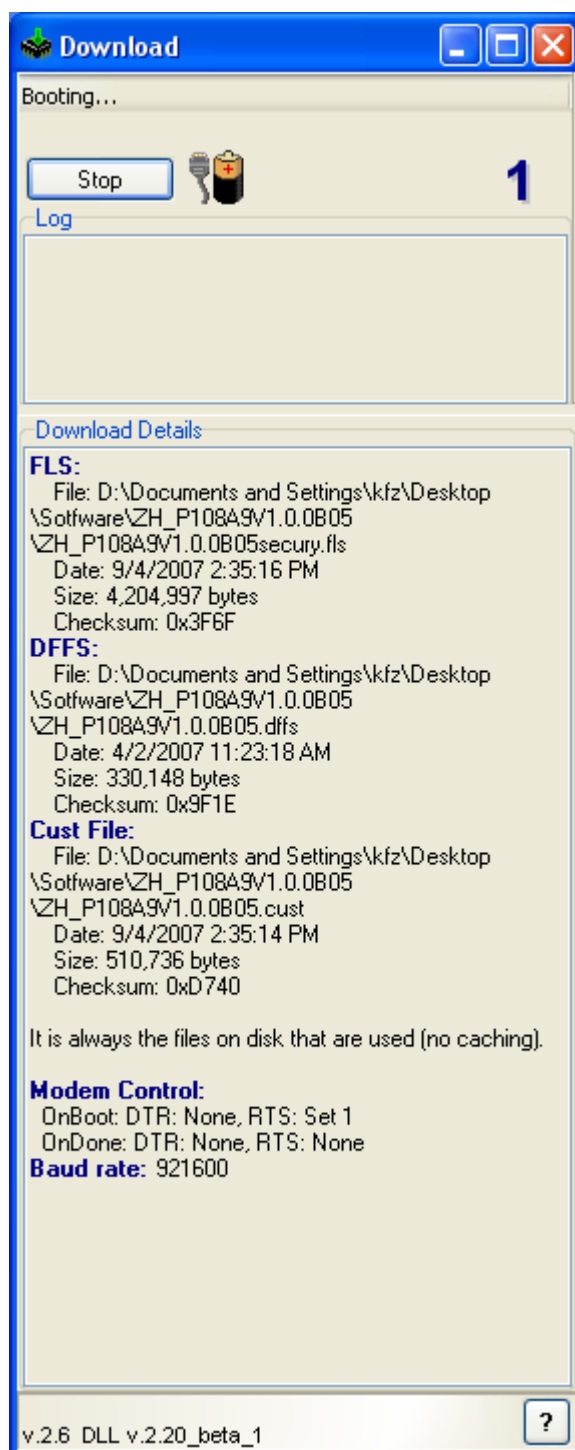 Download
Booting...
Stop
1
Log
Download Details
FLS:
File: D:\Documents and Settings\kfz\Desktop
\Sotfware\ZH_P108A9V1.0.0B05
\ZH_P108A9V1.0.0B05secury.fls
Date: 9/4/2007 2:35:16 PM
Size: 4,204,997 bytes
Checksum: 0x3F6F
DFFS:
File: D:\Documents and Settings\kfz\Desktop
\Sotfware\ZH_P108A9V1.0.0B05
\ZH_P108A9V1.0.0B05.dffs
Date: 4/2/2007 11:23:18 AM
Size: 330,148 bytes
Checksum: 0x9F1E
Cust File:
File: D:\Documents and Settings\kfz\Desktop
\Sotfware\ZH_P108A9V1.0.0B05
\ZH_P108A9V1.0.0B05.cust
Date: 9/4/2007 2:35:14 PM
Size: 510,736 bytes
Checksum: 0xD740
It is always the files on disk that are used (no caching).
Modem Control:
OnBoot: DTR: None, RTS: Set 1
OnDone: DTR: None, RTS: None
Baud rate: 921600
v.2.6 DLL v.2.20_beta_1
?